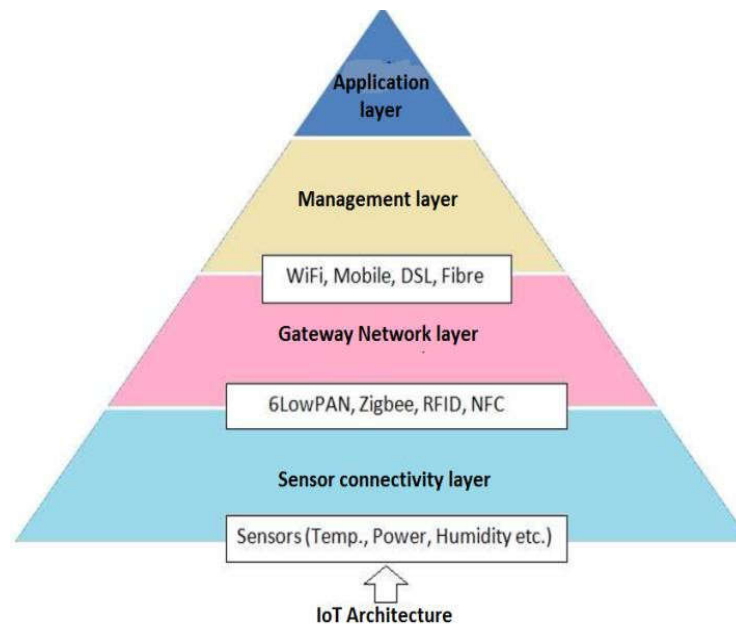 Application
layer
Management layer
WiFi, Mobile, DSL, Fibre
Gateway Network layer
6LowPAN, Zigbee, RFID, NFC
Sensor connectivity layer
Sensors (Temp., Power, Humidity etc.)
IoT Architecture